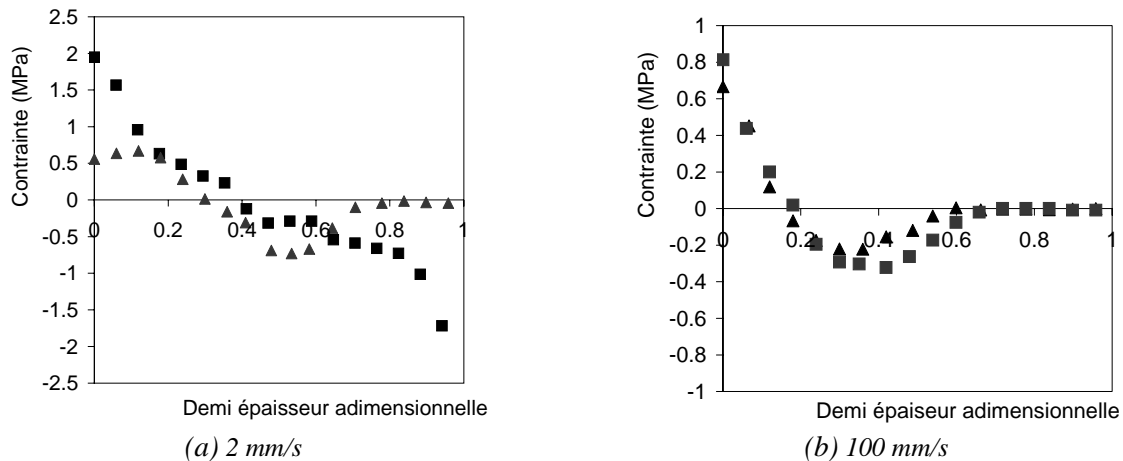 Contrainte (MPa)
2.5
2
1.5
1
0.5
0
-0.5
-1
-1.5
-2
-2.5
0 0.2 0.4 0.6 0.8 1
Demi épaisseur adimensionnelle
(a) 2 mm/s
Contrainte (MPa)
1
0.8
0.6
0.4
0.2
0
-0.2
-0.4
-0.6
-0.8
-1
0 0.2 0.4 0.6 0.8 1
Demi épaiseur adimensionnelle
(b) 100 mm/s